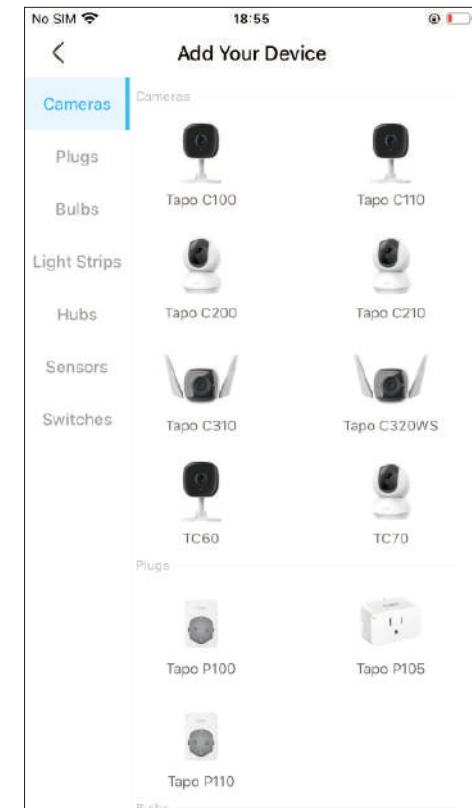 No SIM 18:55
Add Your Device
Cameras
Plugs
Bulbs
Light Strips
Hubs
Sensors
Switches
Cameras
Tapo C100 Tapo C110
Tapo C200 Tapo C210
Tapo C310 Tapo C320WS
TC60 TC70
Plugs
Tapo P100 Tapo P105
Tapo P110
Bulbs